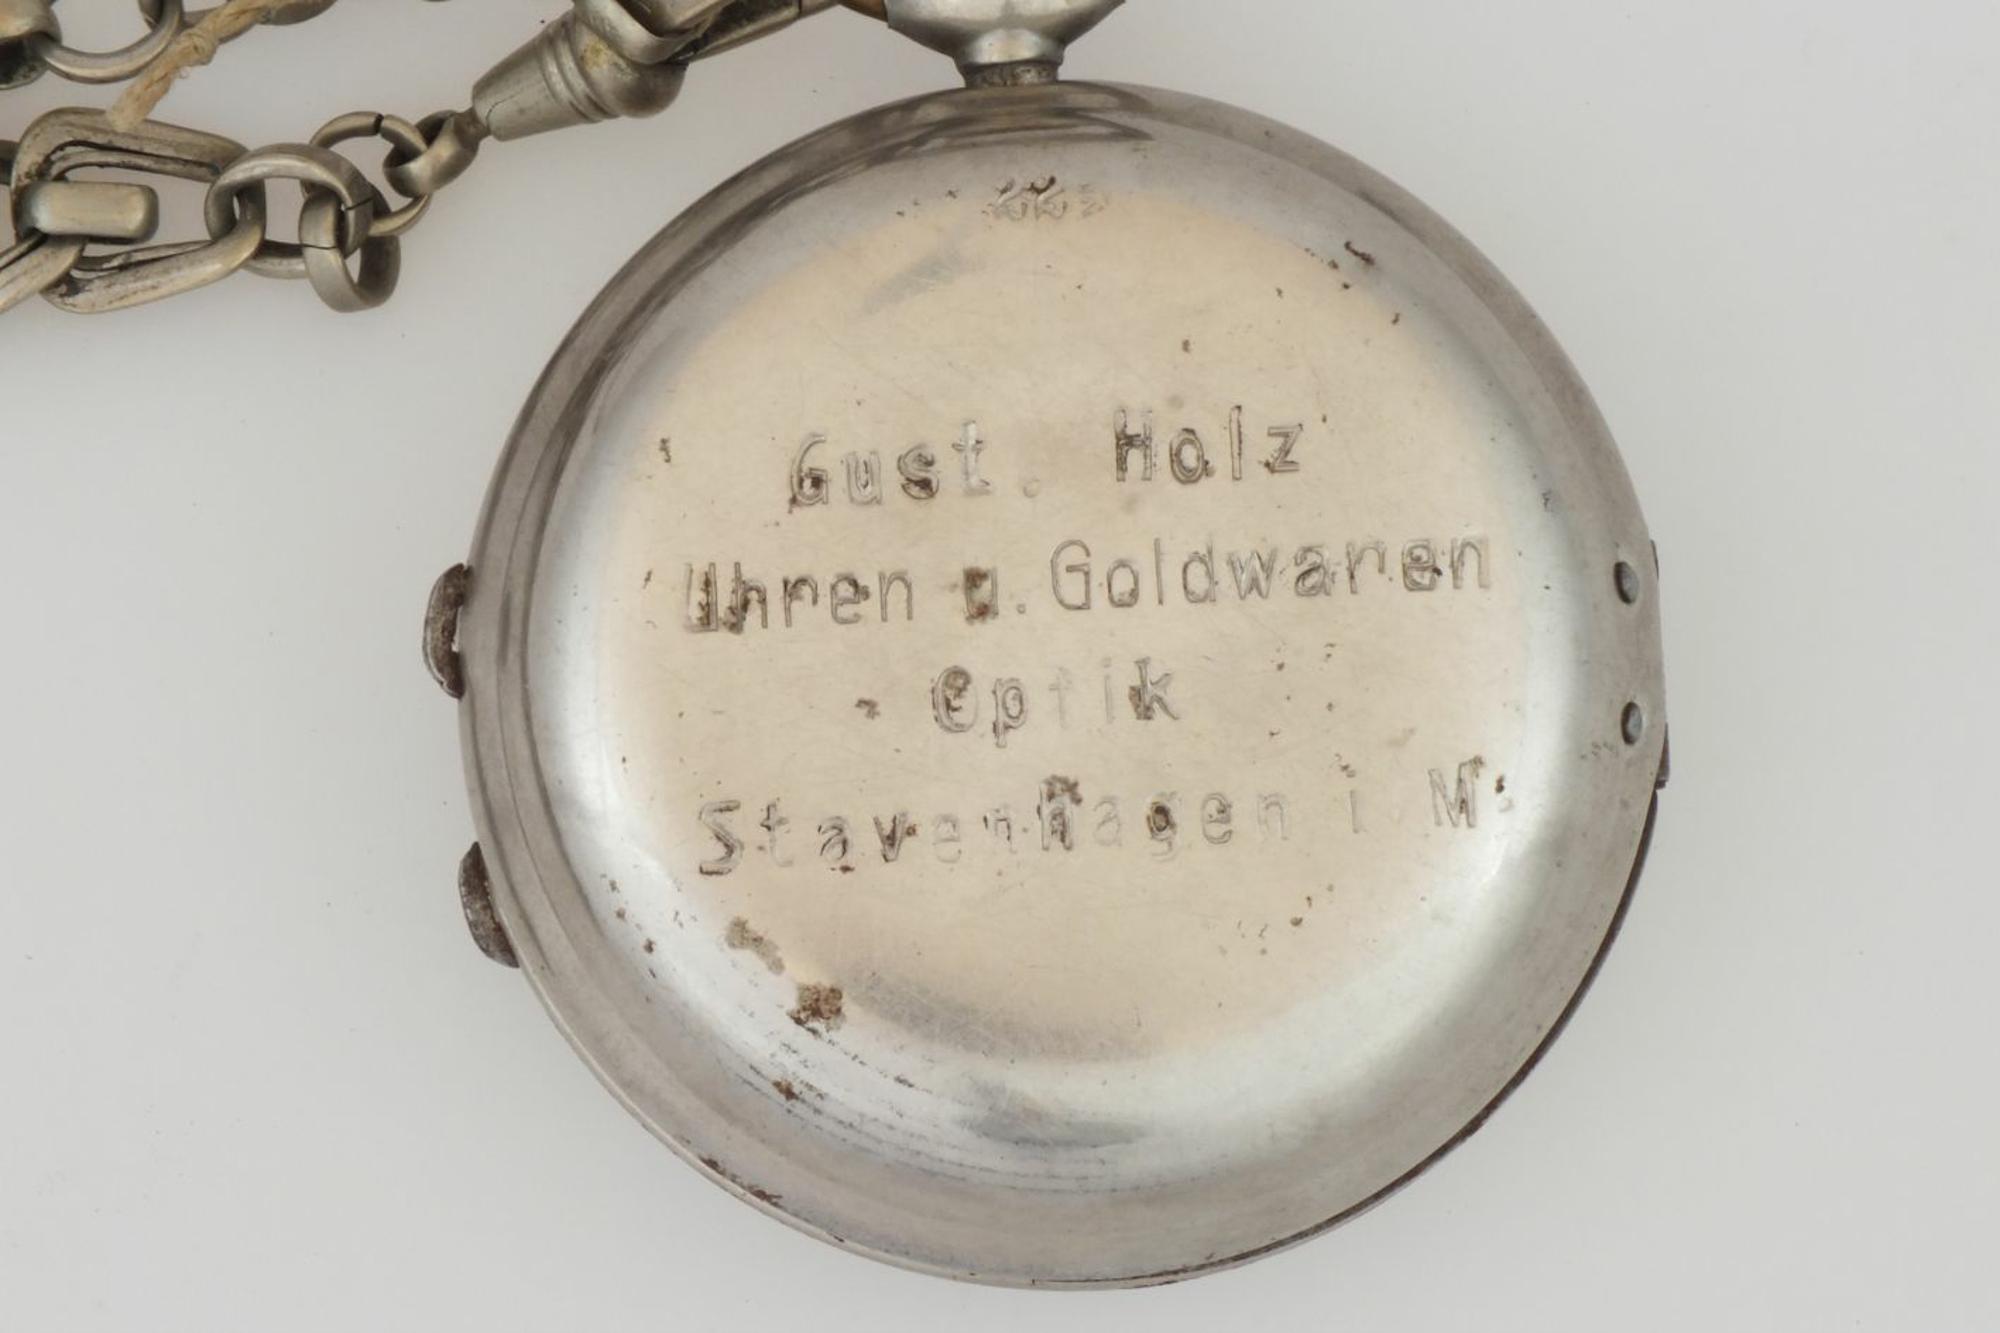 Gust. Holz
Uhren u. Goldwaren
Optik
Stavenhagen i. M.